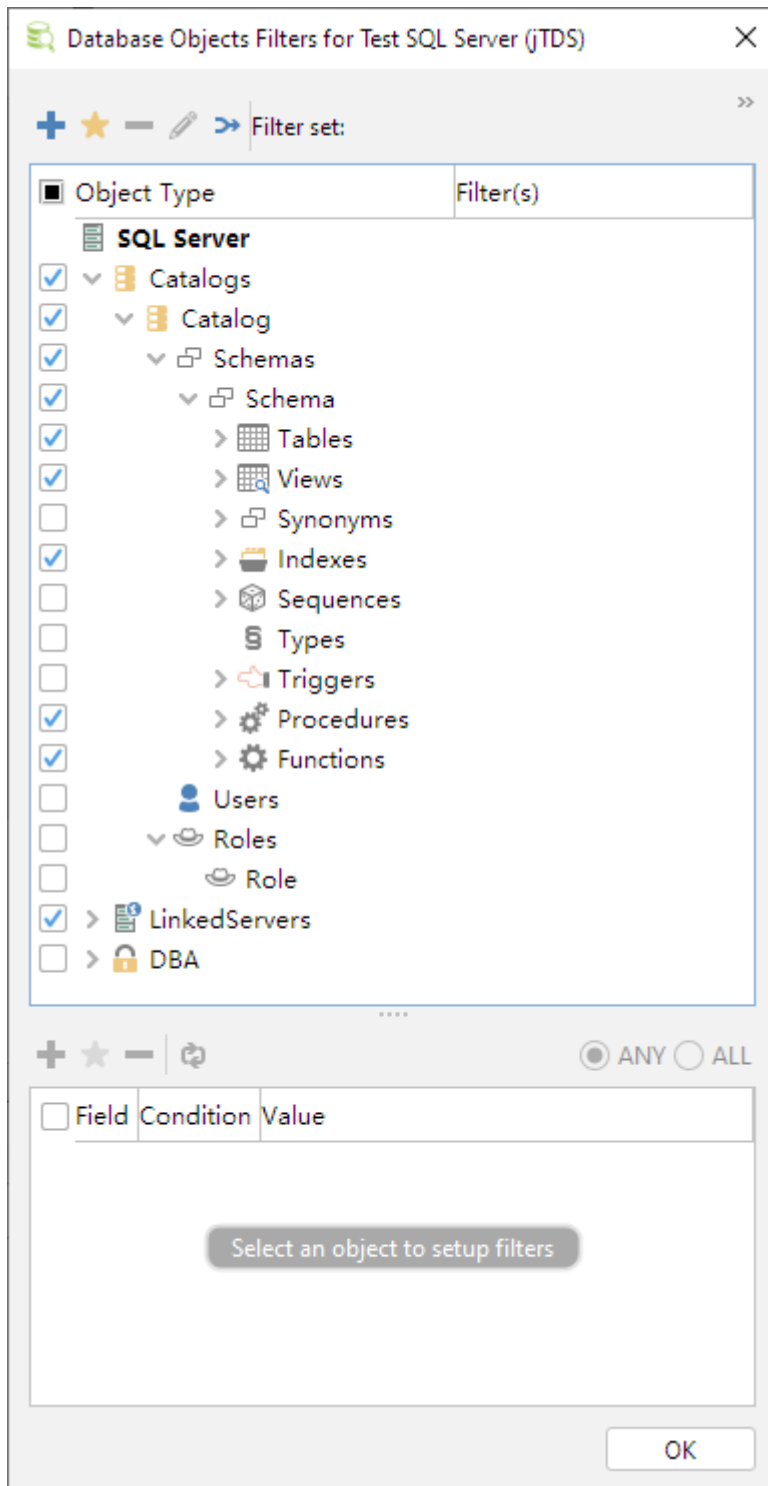 Database Objects Filters for Test SQL Server (jTDS)
Filter set:
Object Type Filter(s)
SQL Server
Catalogs
Catalog
Schemas
Schema
Tables
Views
Synonyms
Indexes
Sequences
Types
Triggers
Procedures
Functions
Users
Roles
Role
LinkedServers
DBA
ANY ALL
Field Condition Value
Select an object to setup filters
OK